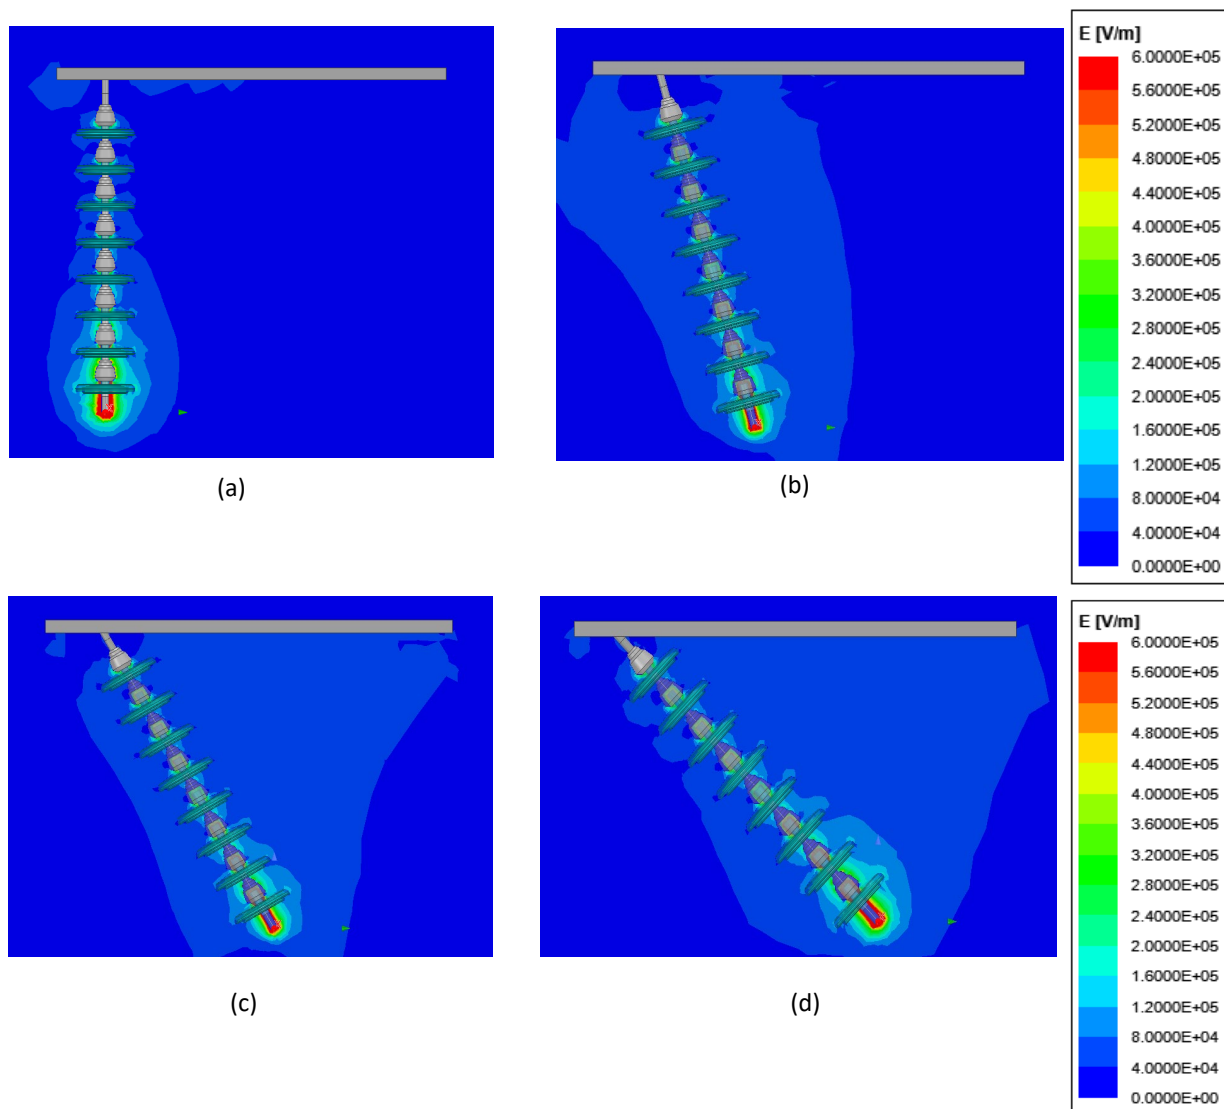 E [V/m]
6.0000E+05
5.6000E+05
5.2000E+05
4.8000E+05
4.4000E+05
4.0000E+05
3.6000E+05
3.2000E+05
2.8000E+05
2.4000E+05
2.0000E+05
1.6000E+05
1.2000E+05
8.0000E+04
4.0000E+04
0.0000E+00
(a)
(b)
E [V/m]
6.0000E+05
5.6000E+05
5.2000E+05
4.8000E+05
4.4000E+05
4.0000E+05
3.6000E+05
3.2000E+05
2.8000E+05
2.4000E+05
2.0000E+05
1.6000E+05
1.2000E+05
8.0000E+04
4.0000E+04
0.0000E+00
(c)
(d)